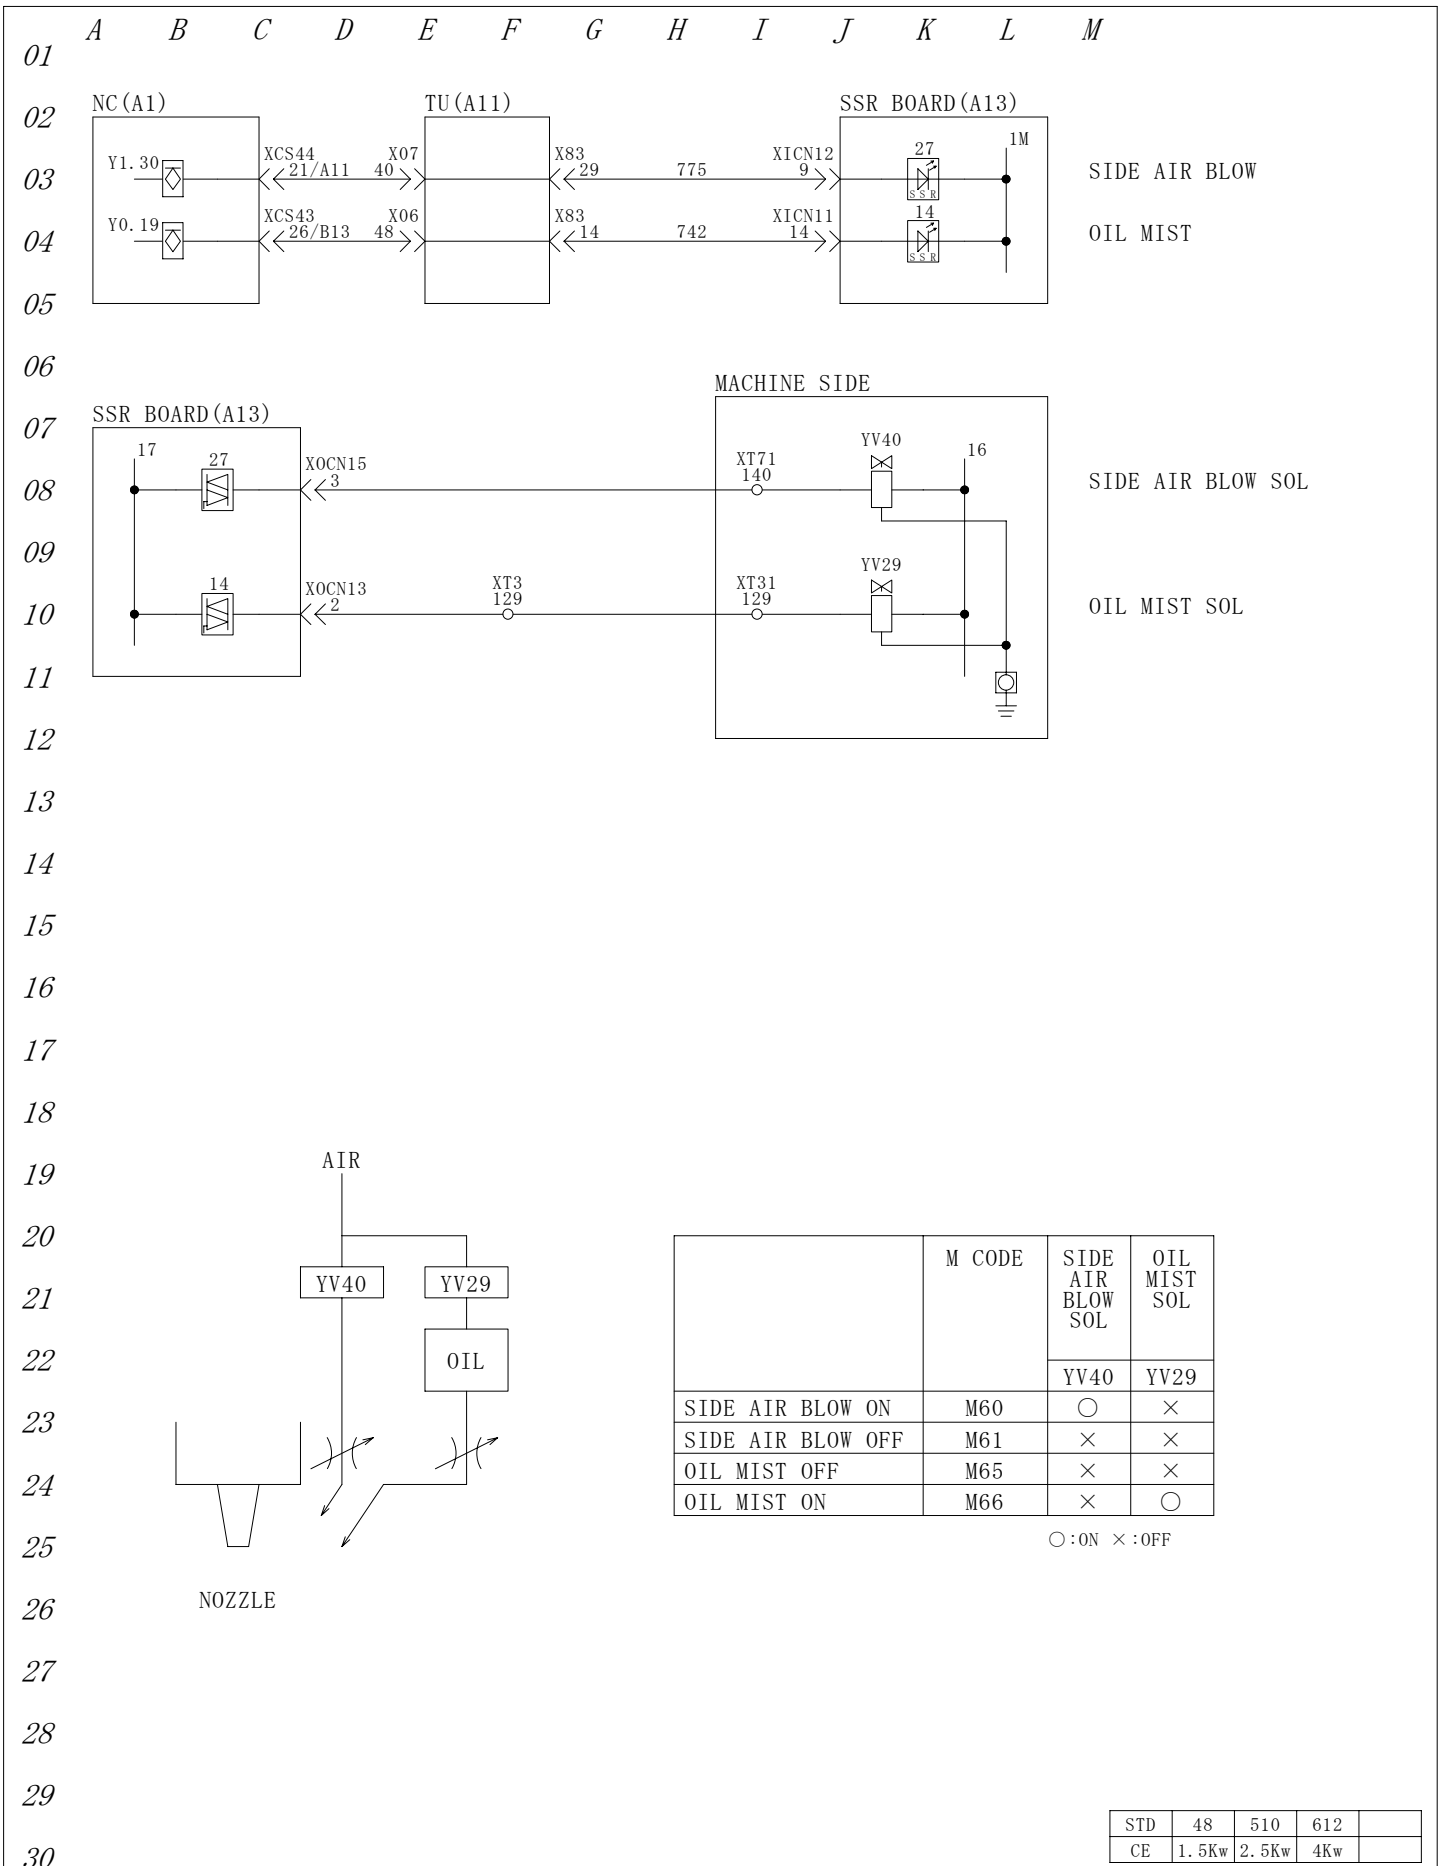 A B C D E F G H I J K L M
01
NC(A1) TU(A11) SSR BOARD(A13)
02
1M
XCS44 X07 X83 XICN12 27
Y1.30 21/A11 40 29 775 9 SIDE AIR BLOW
03
SSR
XCS43 X06 X83 XICN11 14
Y0.19 26/B13 48 14 742 14 OIL MIST
04
SSR
05
06
MACHINE SIDE
SSR BOARD(A13)
07
17 27 XOCN15 XT71 YV40 16
3 140
08 SIDE AIR BLOW SOL
09
YV29
14 XOCN13 XT3 XT31
2 129 129
10 OIL MIST SOL
11
12
13
14
15
16
17
18
AIR
19
20
M CODE SIDE AIR BLOW SOL OIL MIST SOL
YV40 YV29
21
22
OIL
YV40 YV29
SIDE AIR BLOW ON M60 ○ ×
23
SIDE AIR BLOW OFF M61 × ×
OIL MIST OFF M65 × ×
24
OIL MIST ON M66 × ○
○:ON ×:OFF
25
NOZZLE
26
27
28
29
STD 48 510 612
CE 1.5Kw 2.5Kw 4Kw
30